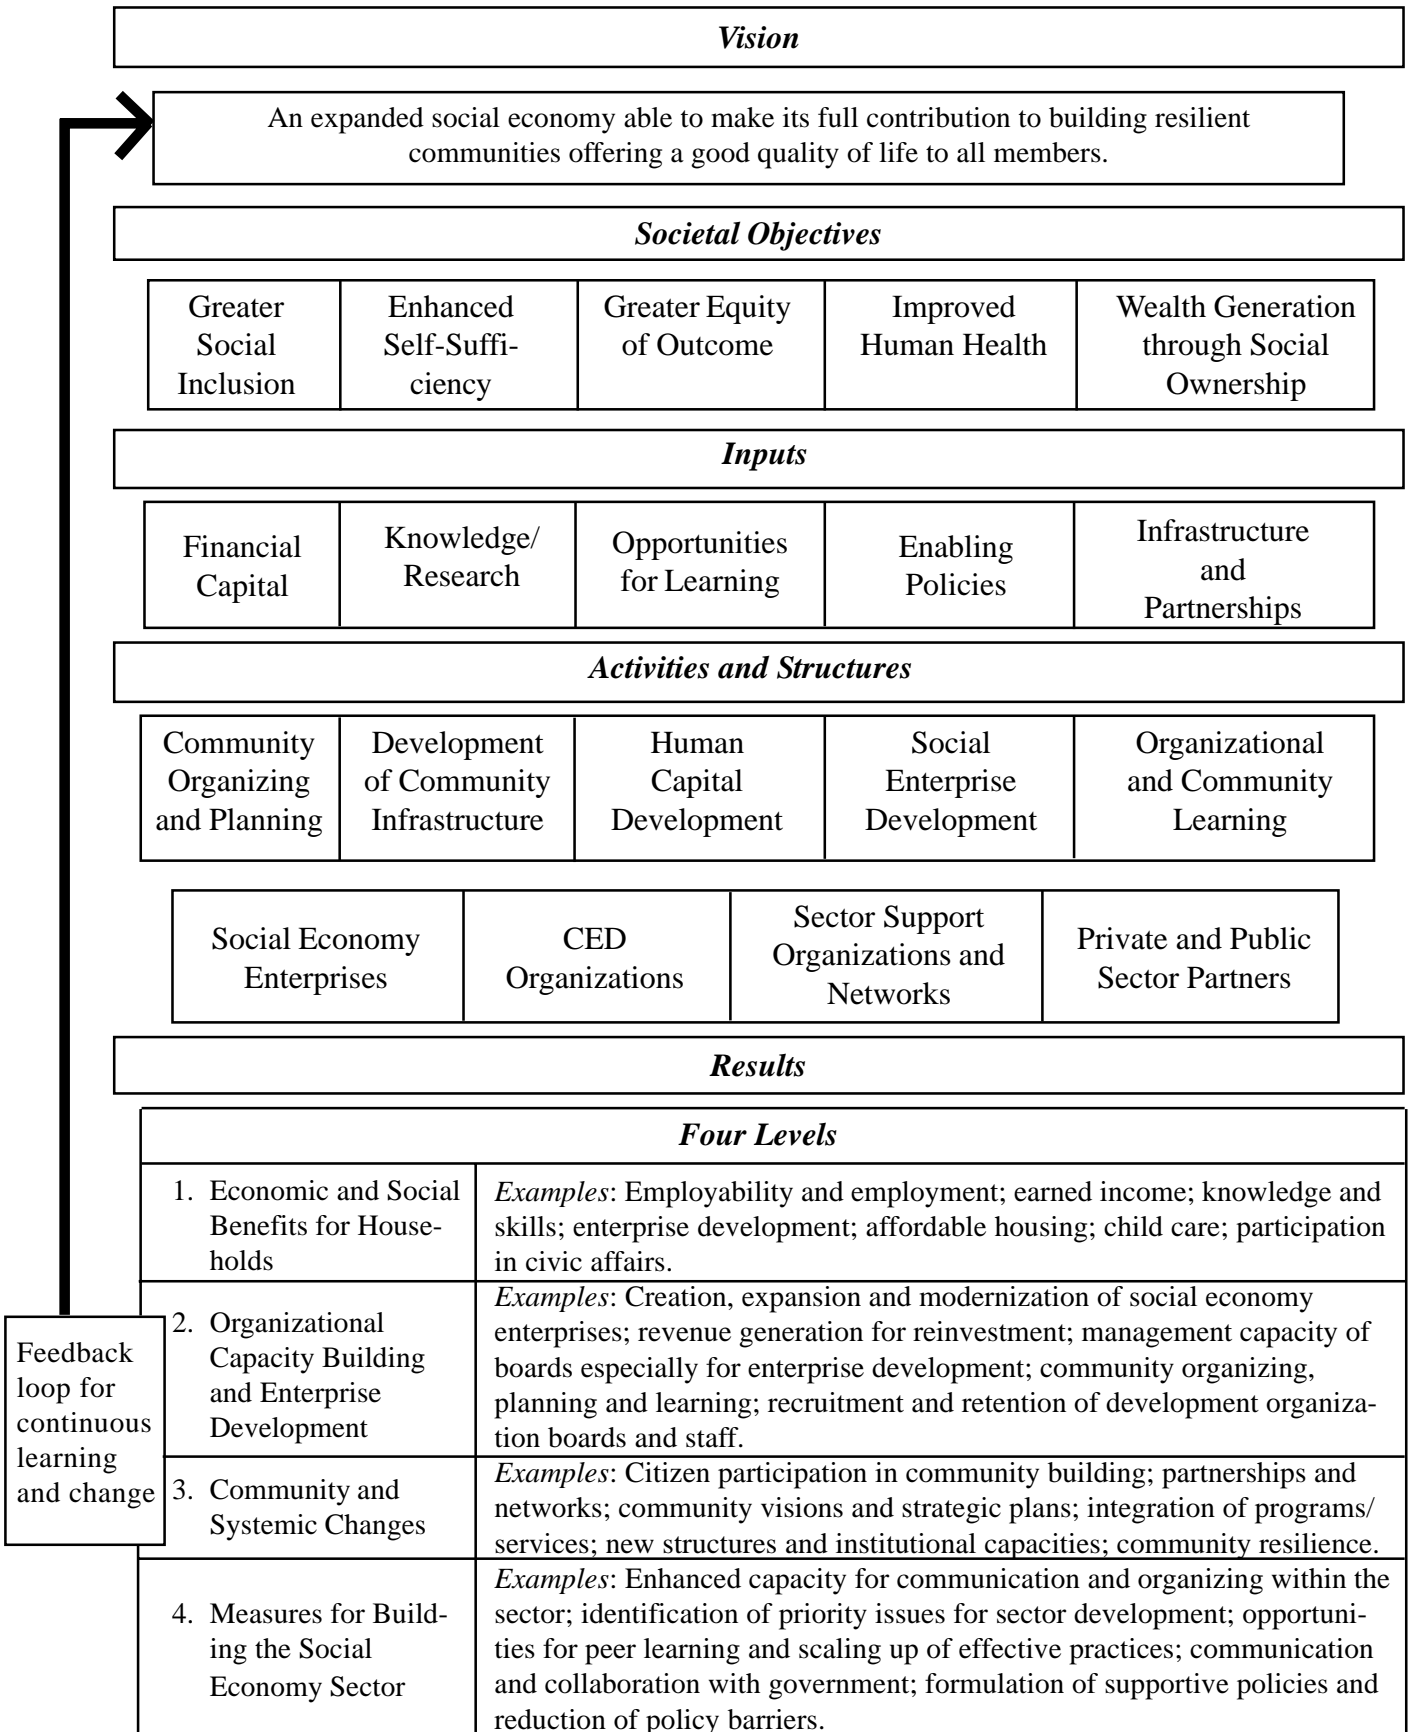 Vision
An expanded social economy able to make its full contribution to building resilient
communities offering a good quality of life to all members.
Societal Objectives
Greater
Social
Inclusion
Enhanced
Self-Suffi-
ciency
Greater Equity
of Outcome
Improved
Human Health
Wealth Generation
through Social
Ownership
Inputs
Financial
Capital
Knowledge/
Research
Opportunities
for Learning
Enabling
Policies
Infrastructure
and
Partnerships
Activities and Structures
Community
Organizing
and Planning
Development
of Community
Infrastructure
Human
Capital
Development
Social
Enterprise
Development
Organizational
and Community
Learning
Social Economy
Enterprises
CED
Organizations
Sector Support
Organizations and
Networks
Private and Public
Sector Partners
Results
Four Levels
1. Economic and Social
Benefits for House-
holds
Examples: Employability and employment; earned income; knowledge and
skills; enterprise development; affordable housing; child care; participation
in civic affairs.
2. Organizational
Capacity Building
and Enterprise
Development
Examples: Creation, expansion and modernization of social economy
enterprises; revenue generation for reinvestment; management capacity of
boards especially for enterprise development; community organizing,
planning and learning; recruitment and retention of development organiza-
tion boards and staff.
3. Community and
Systemic Changes
Examples: Citizen participation in community building; partnerships and
networks; community visions and strategic plans; integration of programs/
services; new structures and institutional capacities; community resilience.
4. Measures for Build-
ing the Social
Economy Sector
Examples: Enhanced capacity for communication and organizing within the
sector; identification of priority issues for sector development; opportuni-
ties for peer learning and scaling up of effective practices; communication
and collaboration with government; formulation of supportive policies and
reduction of policy barriers.
Feedback
loop for
continuous
learning
and change